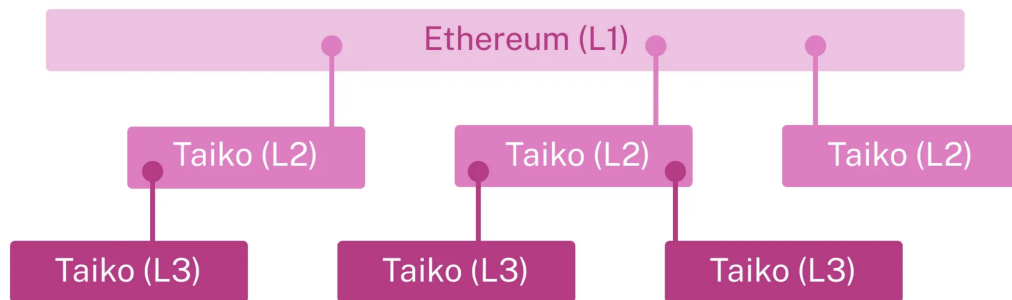 Ethereum (L1)
Taiko (L2)
Taiko (L2)
Taiko (L2)
Taiko (L3)
Taiko (L3)
Taiko (L3)